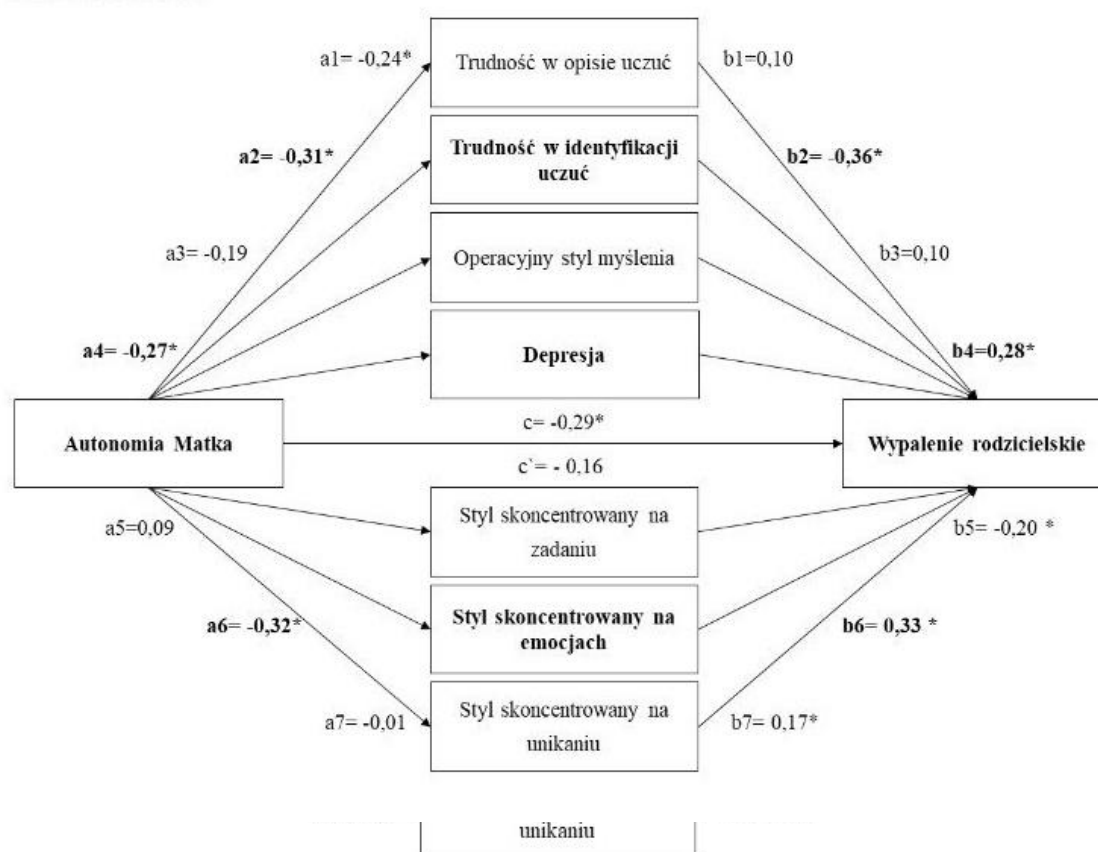 a1= -0,24*
Trudność w opisie uczuć
b1=0,10
a2= -0,31*
Trudność w identyfikacji
uczuć
b2= -0,36*
a3= -0,19
Operacyjny styl myślenia
b3=0,10
a4= -0,27*
Depresja
b4=0,28*
Autonomia Matka
c= -0,29*
c`= - 0,16
Wypalenie rodzicielskie
a5=0,09
Styl skoncentrowany na
zadaniu
b5= -0,20 *
a6= -0,32*
Styl skoncentrowany na
emocjach
b6= 0,33 *
a7= -0,01
Styl skoncentrowany na
unikaniu
b7= 0,17*
unikaniu